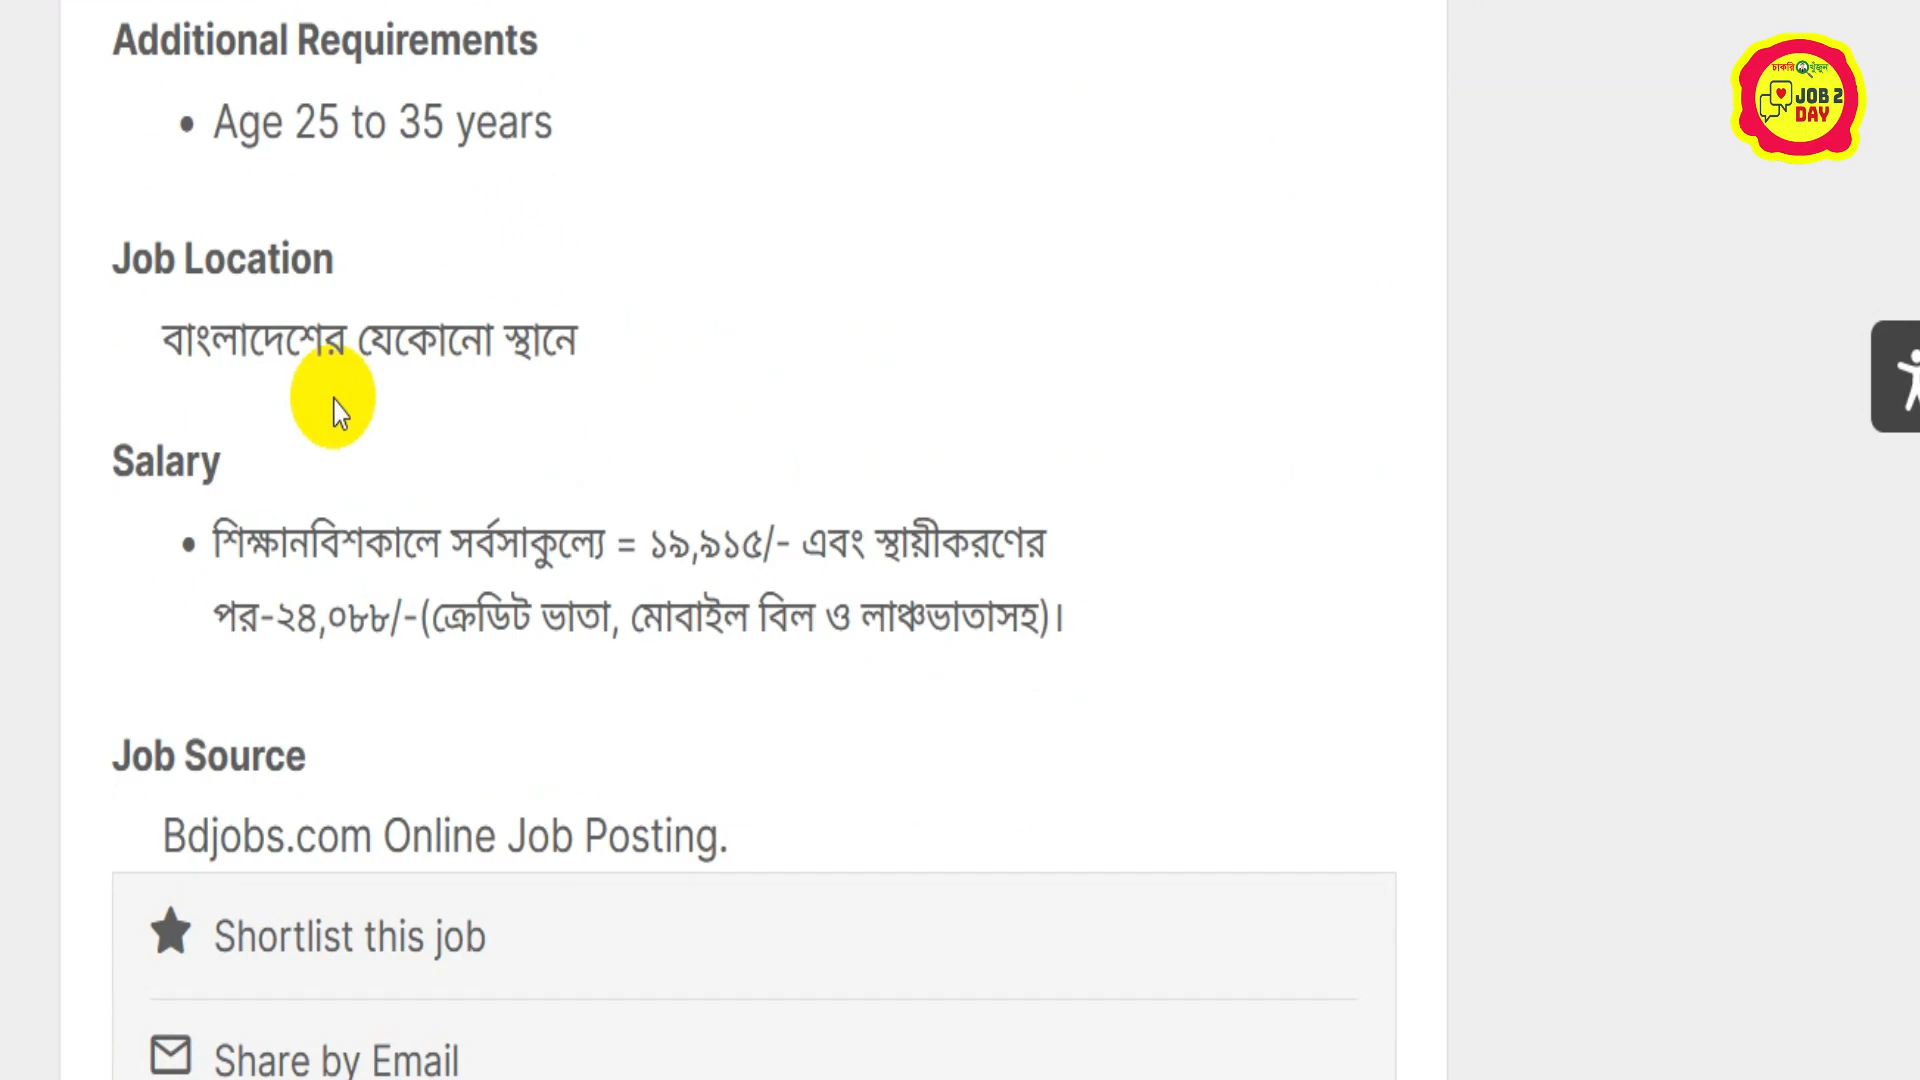 Additional Requirements
চাকরি খুঁজুন
JOB 2
DAY
• Age 25 to 35 years
Job Location
বাংলাদেশের যেকোনো স্থানে
Salary
• শিক্ষানবিশকালে সর্বসাকুল্যে = ১৯,৯১৫/- এবং স্থায়ীকরণের
পর-২৪,০৮৮/-(ক্রেডিট ভাতা, মোবাইল বিল ও লাঞ্চভাতাসহ)।
Job Source
Bdjobs.com Online Job Posting.
Shortlist this job
Share by Email